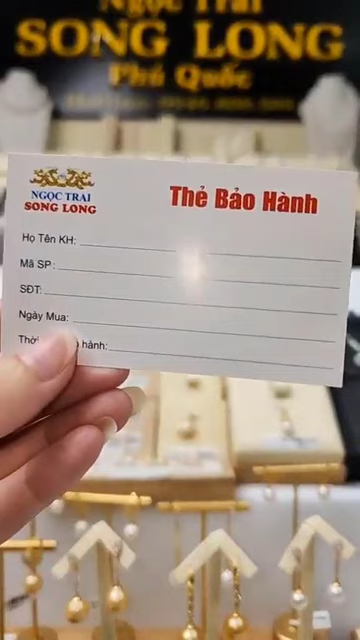 Ngọc Trai
SONG LONG
Phú Quốc
NGỌC TRAI
SONG LONG
Thẻ Bảo Hành
Họ Tên KH:
Mã SP:
SĐT:
Ngày Mua:
hành: